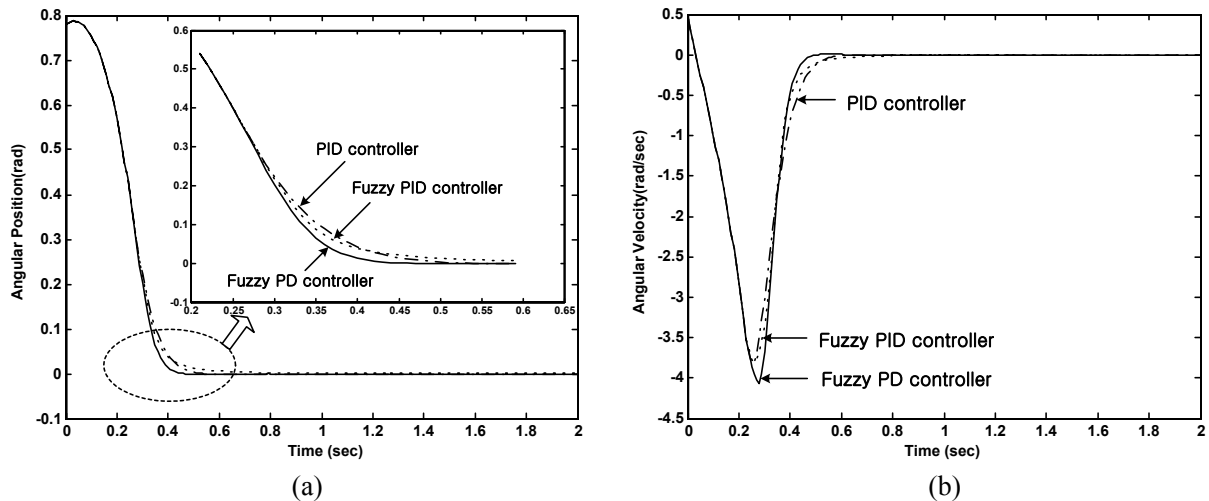 0.8
0.7
0.6
0.5
0.4
0.3
0.2
0.1
0
-0.1
Angular Position(rad)
0 0.2 0.4 0.6 0.8 1 1.2 1.4 1.6 1.8 2
Time (sec)
0.6
0.5
0.4
0.3
0.2
0.1
0
-0.1
0.2 0.25 0.3 0.35 0.4 0.45 0.5 0.55 0.6 0.65
PID controller
Fuzzy PID controller
Fuzzy PD controller
(a)
0.5
0
-0.5
-1
-1.5
-2
-2.5
-3
-3.5
-4
-4.5
Angular Velocity(rad/sec)
PID controller
Fuzzy PID controller
Fuzzy PD controller
0 0.2 0.4 0.6 0.8 1 1.2 1.4 1.6 1.8 2
Time (sec)
(b)